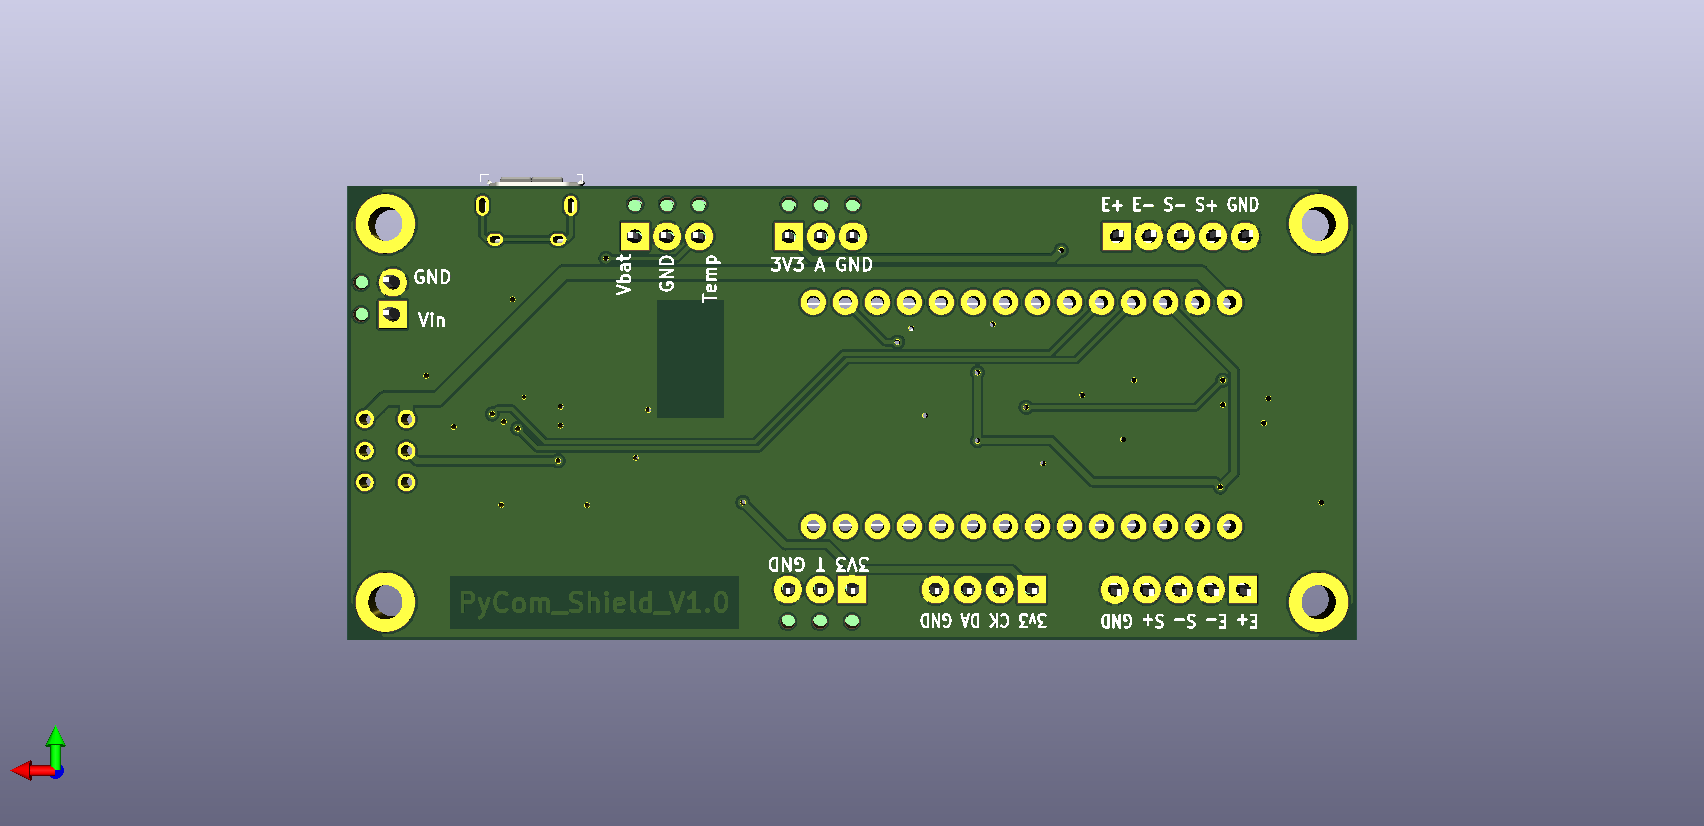 E+ E- S- S+ GND
3V3 A GND
Vbat
GND
Temp
GND
Vin
3V3 T GND
PyCom_Shield_V1.0
3v3 CK DA GND
E+ E- S- S+ GND